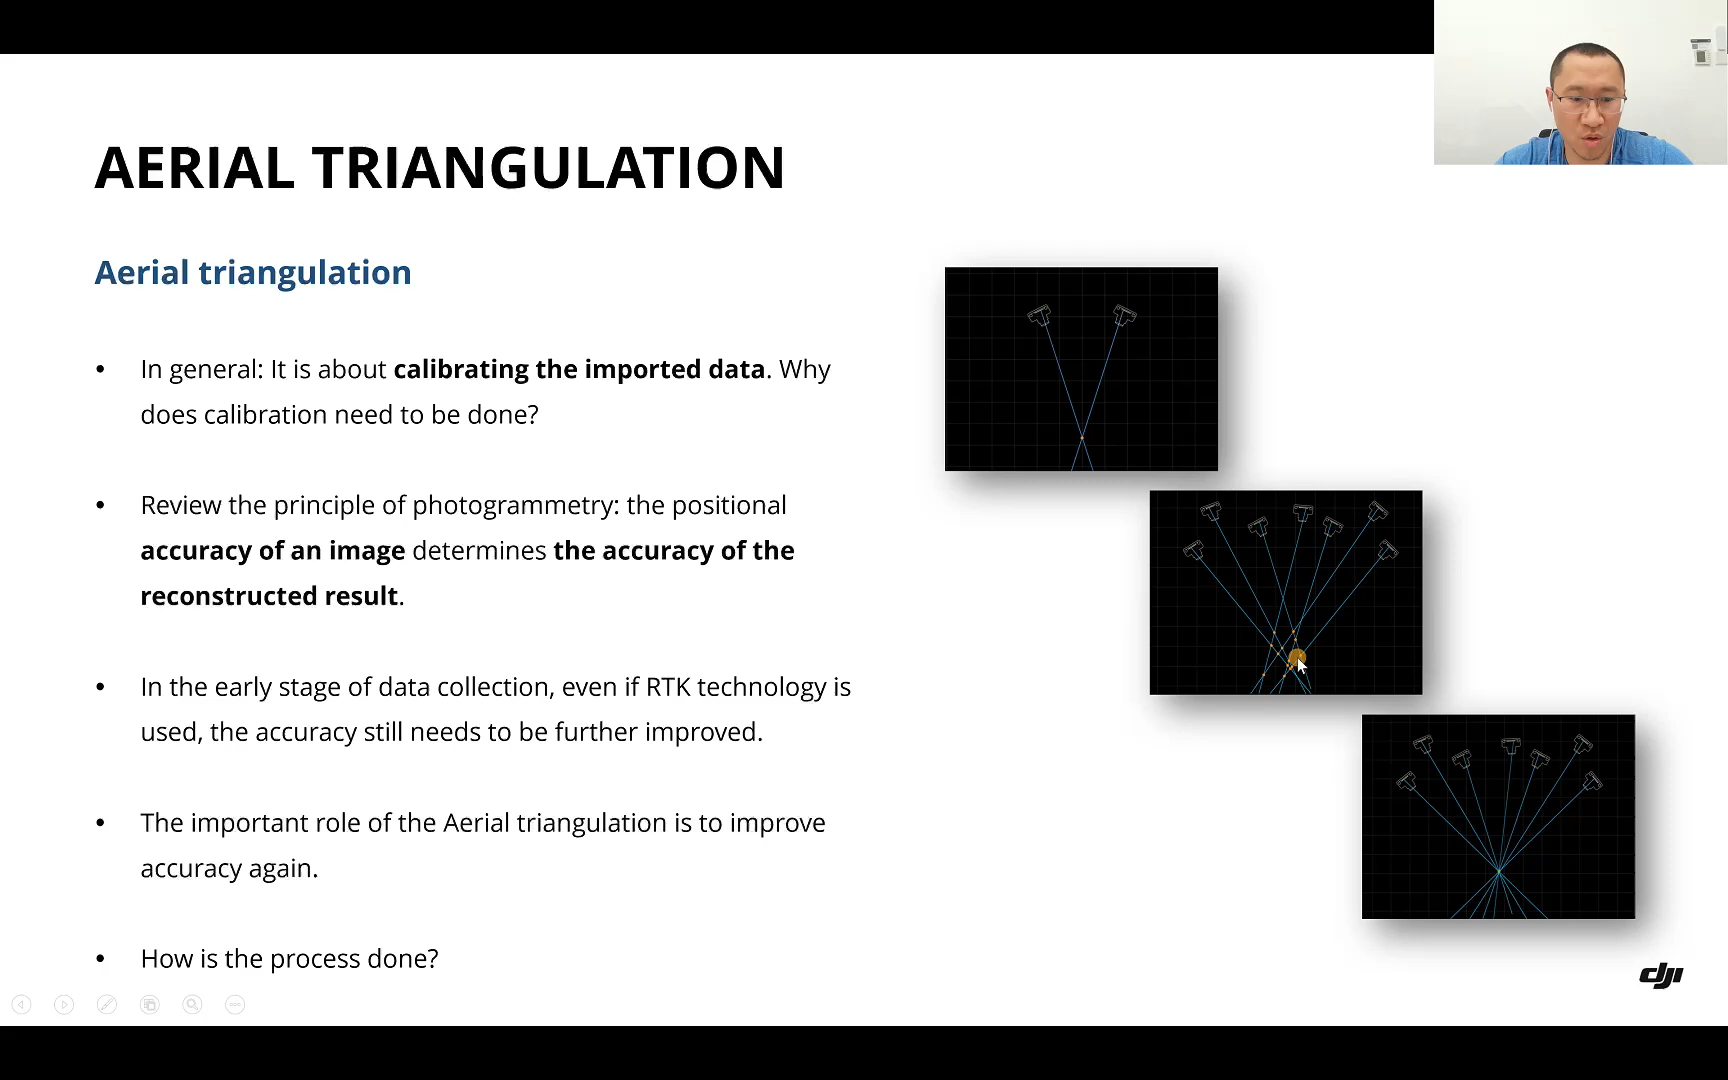 AERIAL TRIANGULATION
Aerial triangulation
• In general: It is about calibrating the imported data. Why
does calibration need to be done?
• Review the principle of photogrammetry: the positional
accuracy of an image determines the accuracy of the
reconstructed result.
• In the early stage of data collection, even if RTK technology is
used, the accuracy still needs to be further improved.
• The important role of the Aerial triangulation is to improve
accuracy again.
• How is the process done?
dji